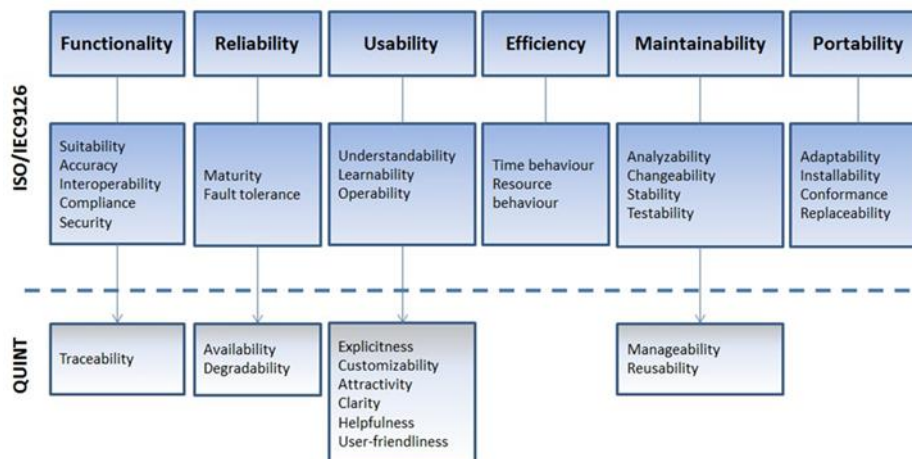 Functionality
Reliability
Usability
Efficiency
Maintainability
Portability
ISO/IEC9126
Suitability
Accuracy
Interoperability
Compliance
Security
Maturity
Fault tolerance
Understandability
Learnability
Operability
Time behaviour
Resource
behaviour
Analyzability
Changeability
Stability
Testability
Adaptability
Installability
Conformance
Replaceability
QUINT
Traceability
Availability
Degradability
Explicitness
Customizability
Attractivity
Clarity
Helpfulness
User-friendliness
Manageability
Reusability